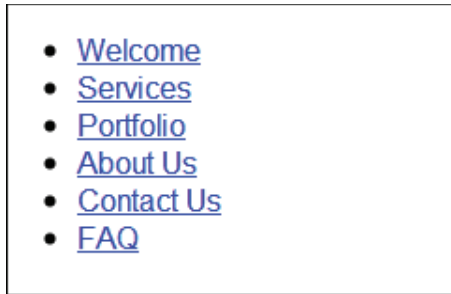 Welcome
Services
Portfolio
About Us
Contact Us
FAQ